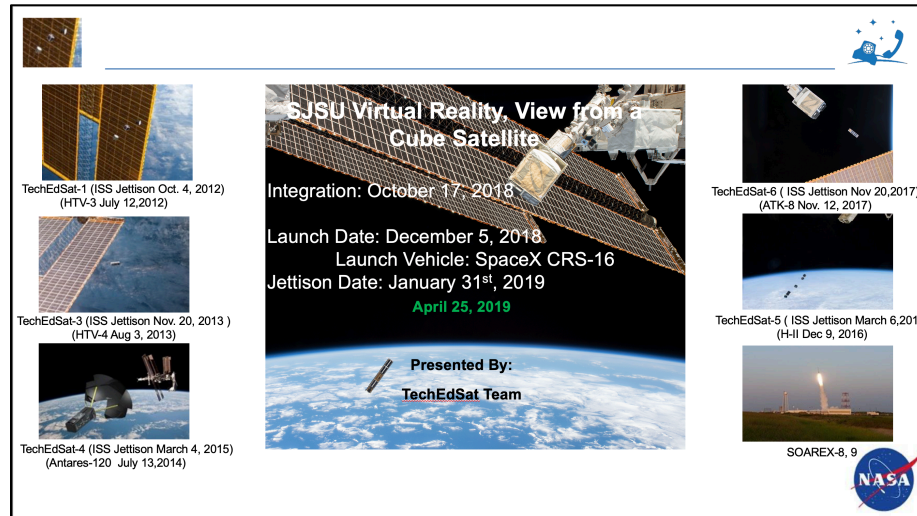 SJSU Virtual Reality, View from a
Cube Satellite
Integration: October 17, 2018
Launch Date: December 5, 2018
Launch Vehicle: SpaceX CRS-16
Jettison Date: January 31st, 2019
April 25, 2019
Presented By:
TechEdSat Team
TechEdSat-1 (ISS Jettison Oct. 4, 2012)
(HTV-3 July 12,2012)
TechEdSat-3 (ISS Jettison Nov. 20, 2013 )
(HTV-4 Aug 3, 2013)
TechEdSat-4 (ISS Jettison March 4, 2015)
(Antares-120 July 13,2014)
TechEdSat-6 ( ISS Jettison Nov 20,2017)
(ATK-8 Nov. 12, 2017)
TechEdSat-5 ( ISS Jettison March 6,201
(H-II Dec 9, 2016)
SOAREX-8, 9
NASA